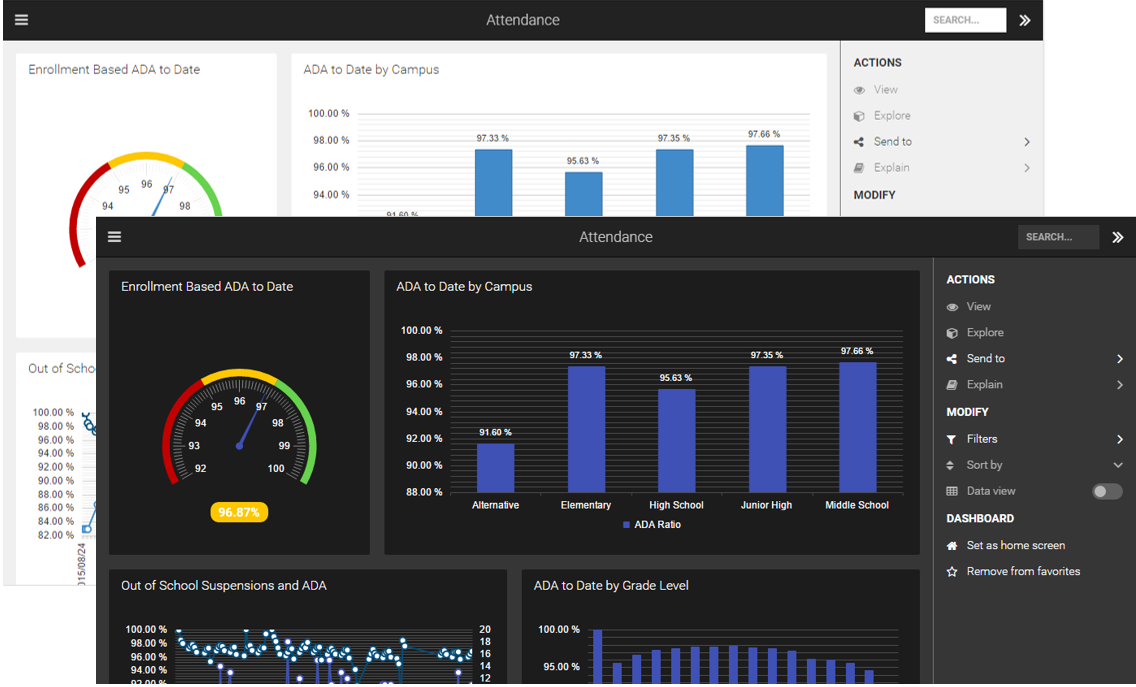 Attendance
SEARCH...
Enrollment Based ADA to Date
94
95
96
97
98
ADA to Date by Campus
100.00 %
98.00 %
96.00 %
94.00 %
91.60 %
97.33 %
95.63 %
97.35 %
97.66 %
ACTIONS
View
Explore
Send to
Explain
MODIFY
Out of Schoo
100.00 %
98.00 %
96.00 %
94.00 %
92.00 %
90.00 %
88.00 %
86.00 %
84.00 %
82.00 %
015/08/24
Attendance
SEARCH...
Enrollment Based ADA to Date
92
93
94
95
96
97
98
99
100
96.87%
ADA to Date by Campus
100.00 %
98.00 %
96.00 %
94.00 %
92.00 %
90.00 %
88.00 %
91.60 %
97.33 %
95.63 %
97.35 %
97.66 %
Alternative
Elementary
High School
Junior High
Middle School
ADA Ratio
Out of School Suspensions and ADA
100.00 %
98.00 %
96.00 %
94.00 %
92.00 %
20
18
16
14
12
ADA to Date by Grade Level
100.00 %
95.00 %
ACTIONS
View
Explore
Send to
Explain
MODIFY
Filters
Sort by
Data view
DASHBOARD
Set as home screen
Remove from favorites